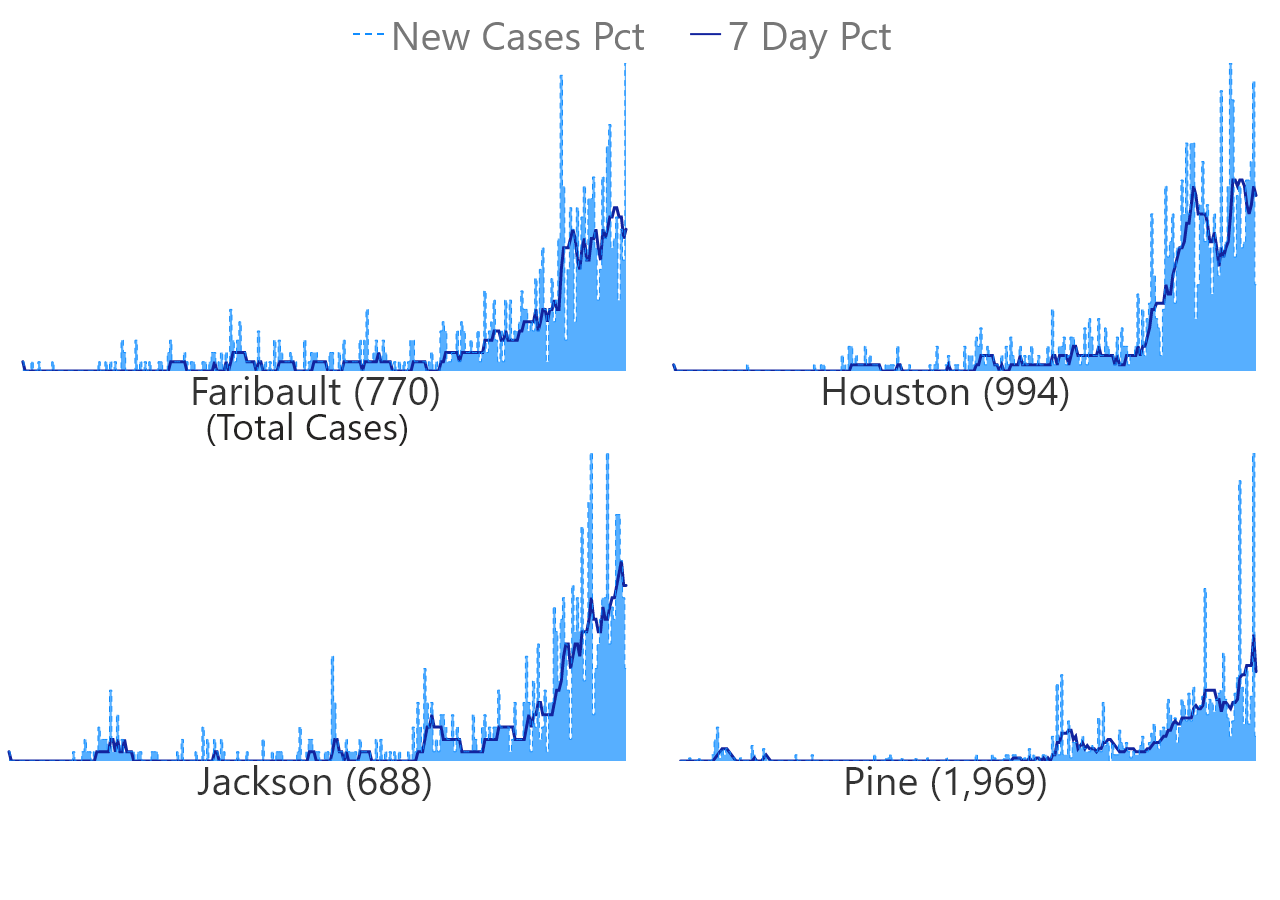 New Cases Pct 7 Day Pct
Faribault (770)
(Total Cases)
Houston (994)
Jackson (688)
Pine (1,969)